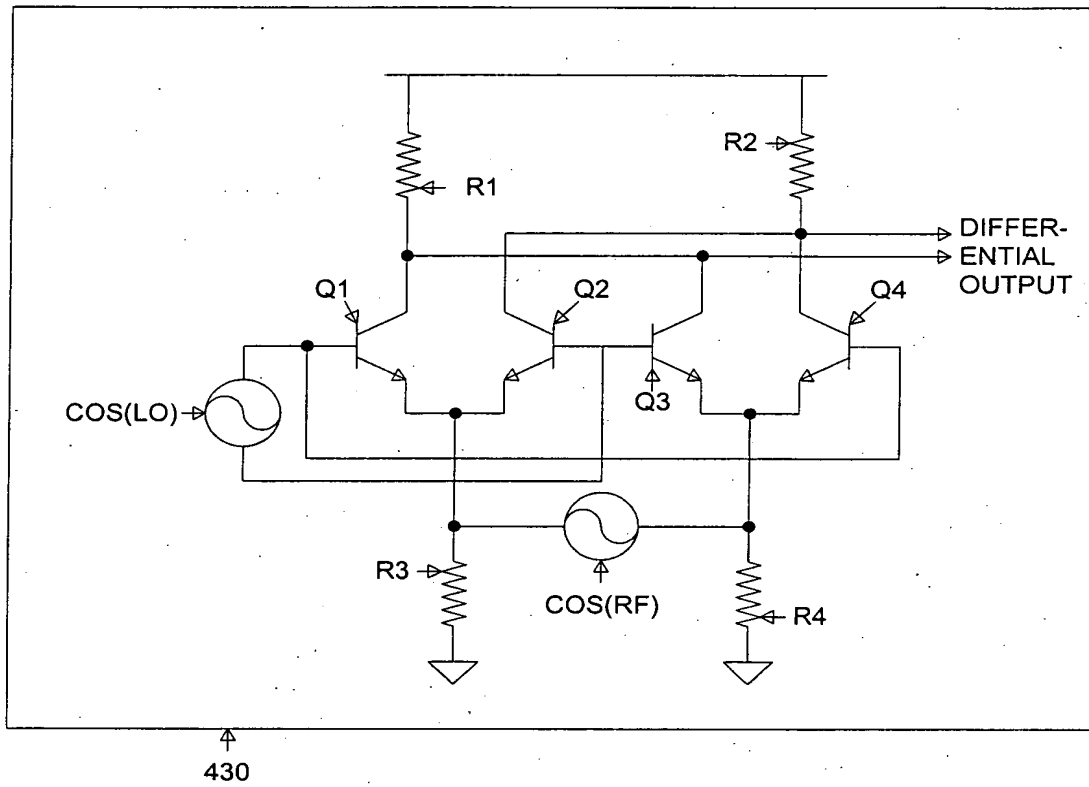 R2
R1
DIFFER-
ENTIAL
OUTPUT
Q1
Q2
Q4
Q3
COS(LO)
R3
COS(RF)
R4
430